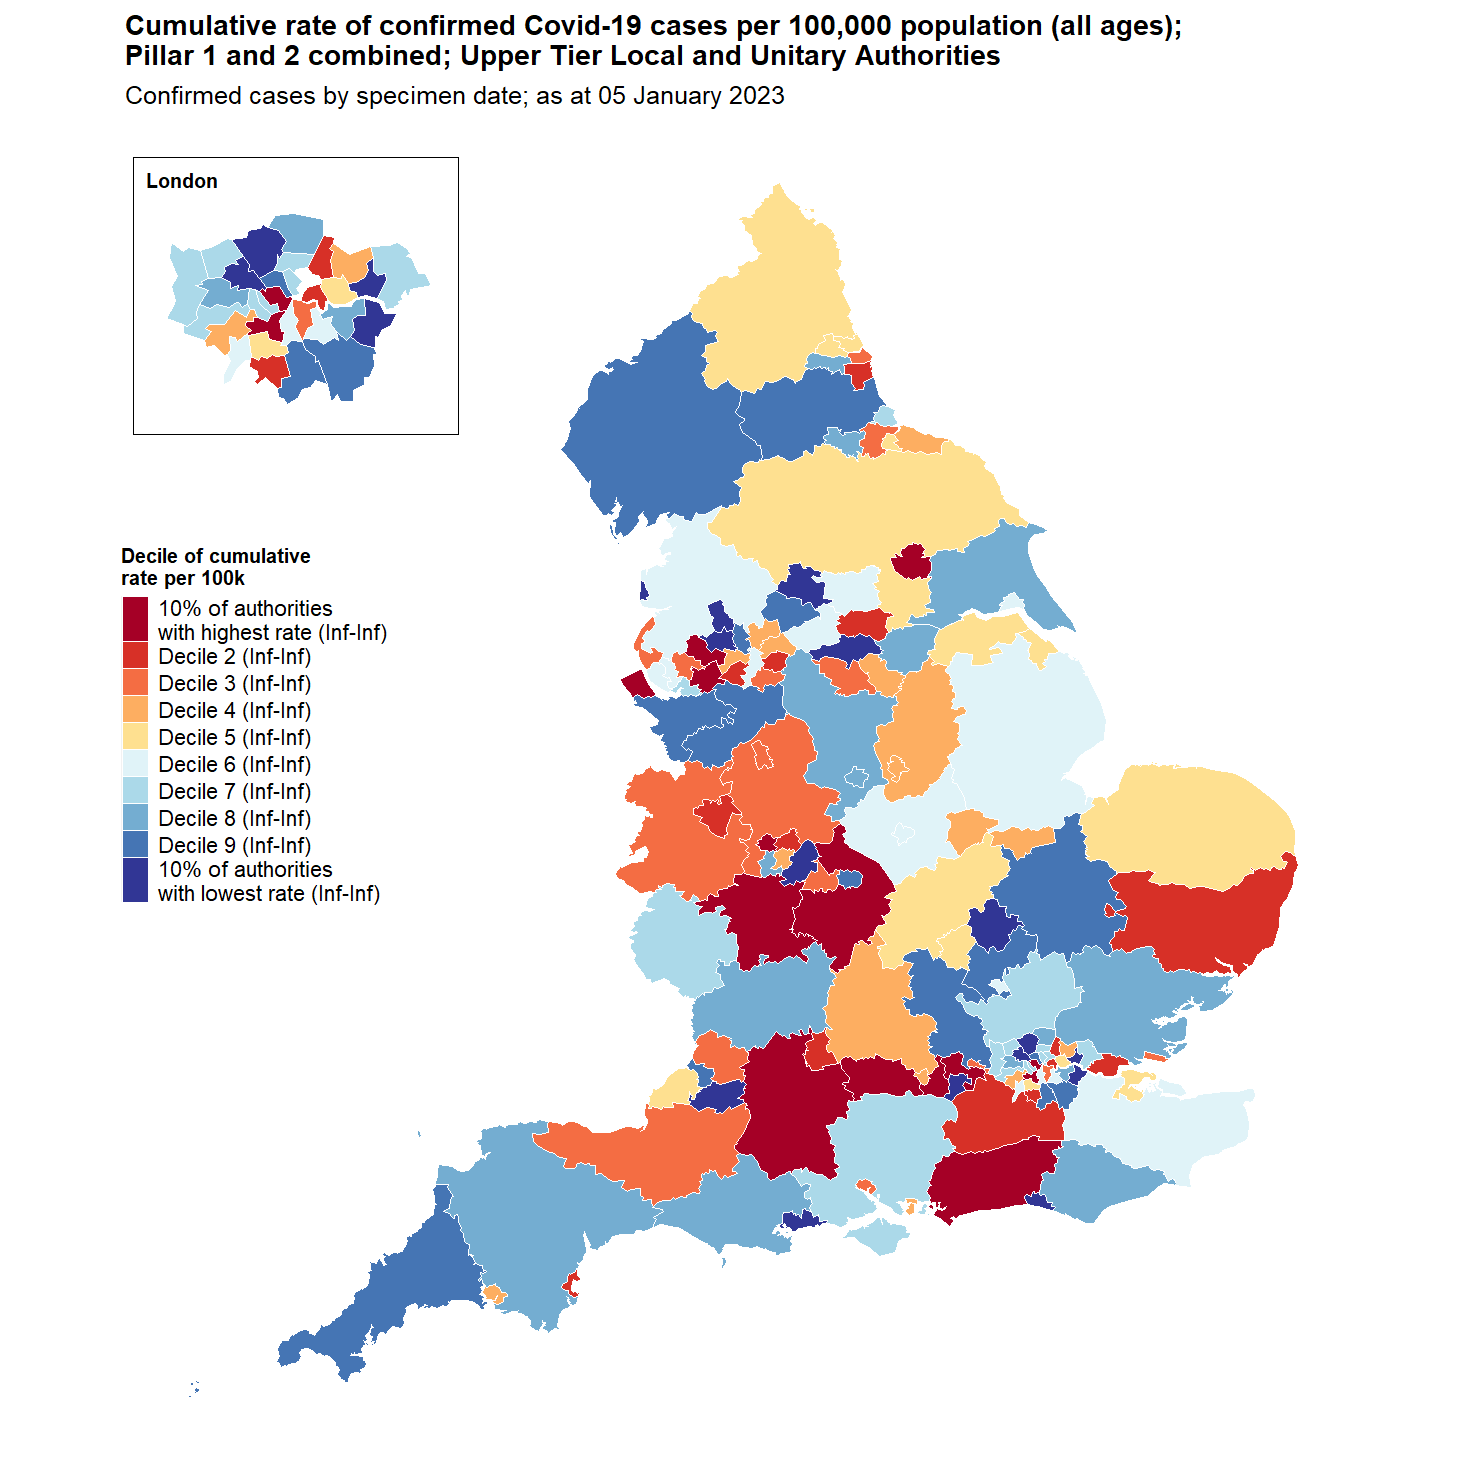 Cumulative rate of confirmed Covid-19 cases per 100,000 population (all ages);
Pillar 1 and 2 combined; Upper Tier Local and Unitary Authorities
Confirmed cases by specimen date; as at 05 January 2023
London
Decile of cumulative
rate per 100k
10% of authorities
with highest rate (Inf-Inf)
Decile 2 (Inf-Inf)
Decile 3 (Inf-Inf)
Decile 4 (Inf-Inf)
Decile 5 (Inf-Inf)
Decile 6 (Inf-Inf)
Decile 7 (Inf-Inf)
Decile 8 (Inf-Inf)
Decile 9 (Inf-Inf)
10% of authorities
with lowest rate (Inf-Inf)